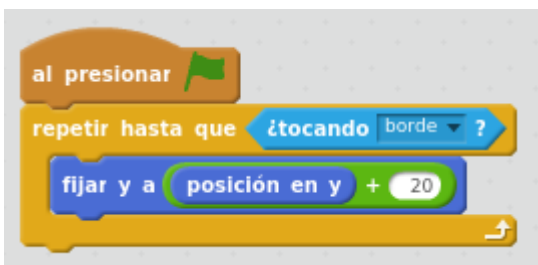 al presionar
repetir hasta que ¿tocando borde ?
fijar y a posición en y + 20